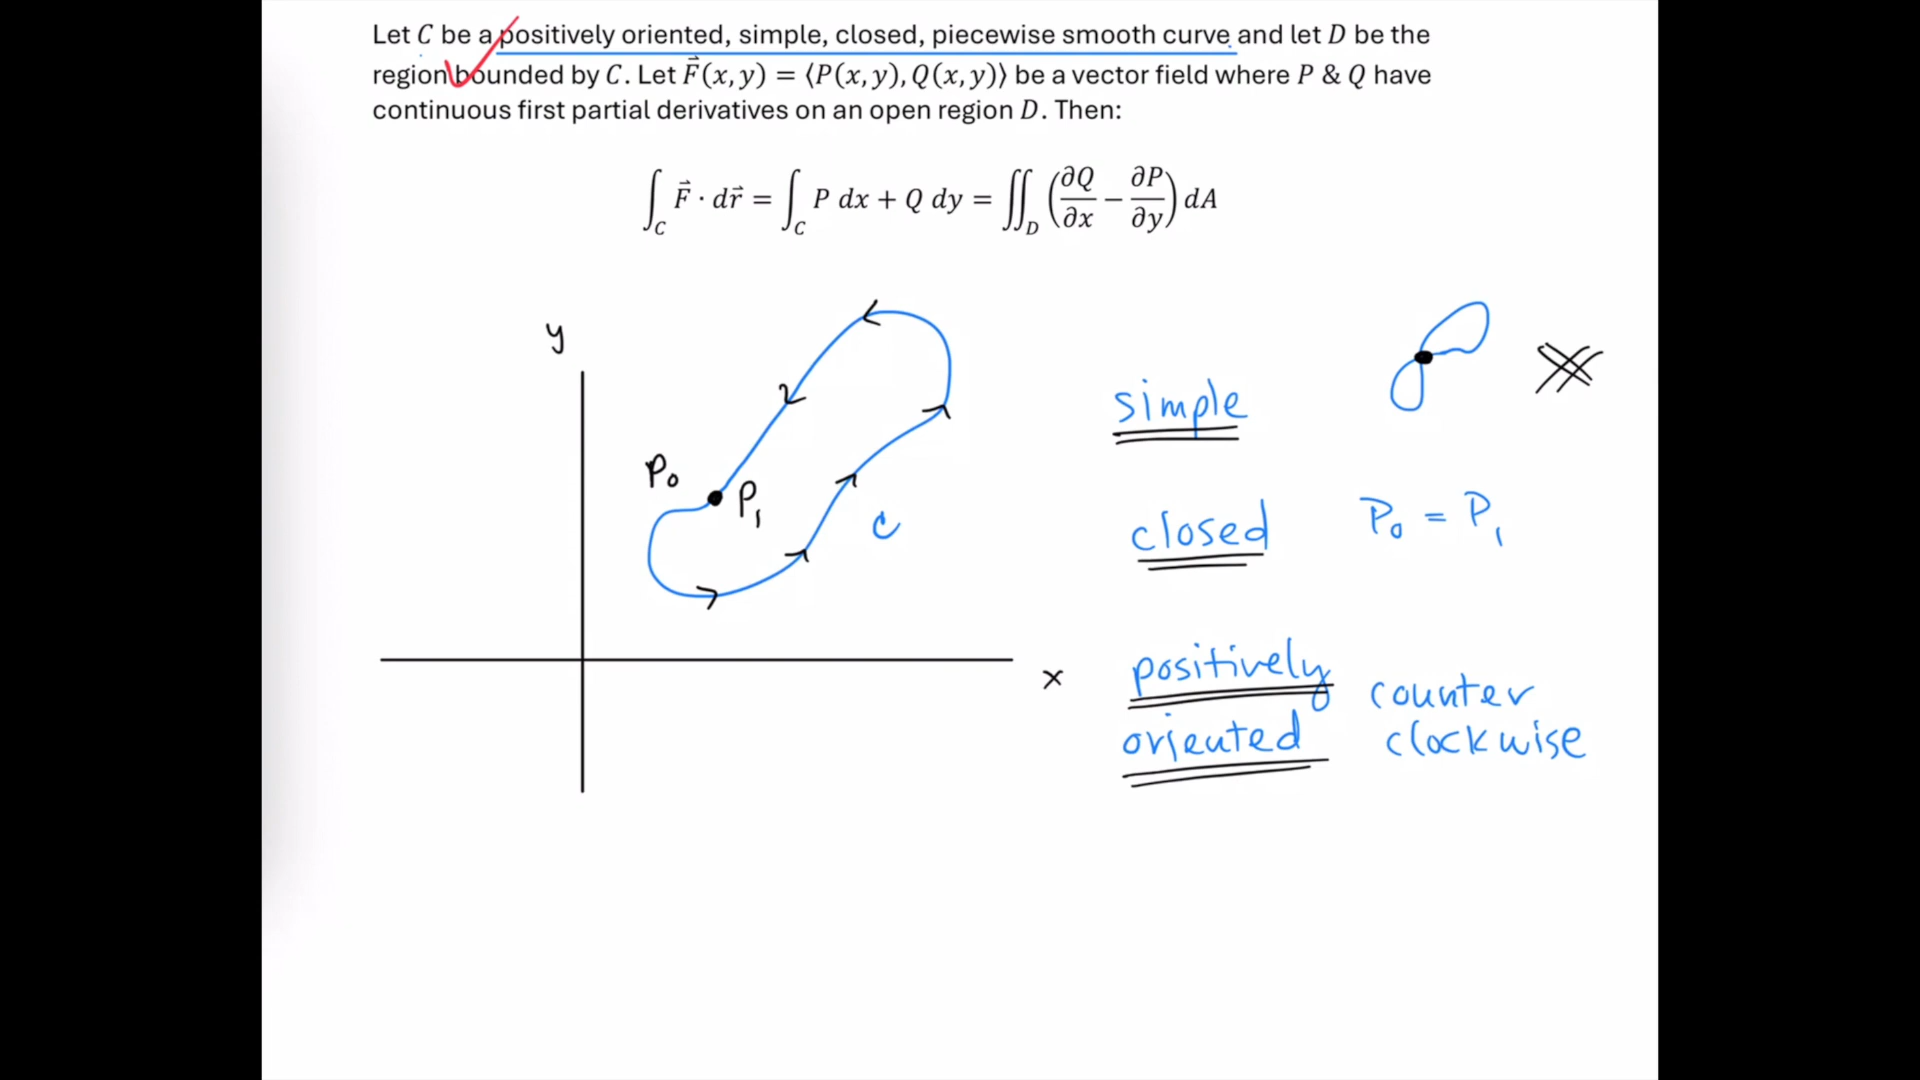 Let C be a positively oriented, simple, closed, piecewise smooth curve and let D be the
region bounded by C. Let F⃗(x, y) = ⟨P(x, y), Q(x, y)⟩ be a vector field where P & Q have
continuous first partial derivatives on an open region D. Then:
∫_C F⃗ · dr⃗ = ∫_C P dx + Q dy = ∬_D (∂Q/∂x − ∂P/∂y) dA
y
simple
P₀
P₁
C
closed P₀ = P₁
x
positively counter
oriented clockwise